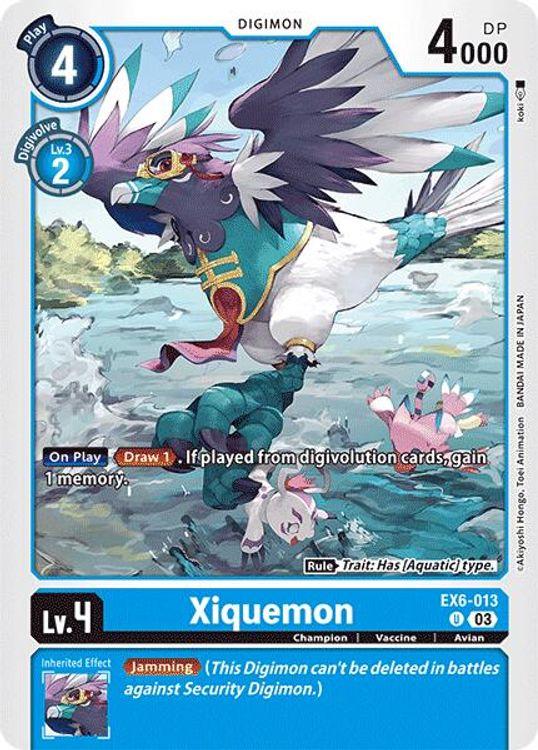 DIGIMON
Play
4
DP
4000
Digivolve
Lv.3
2
koki
©Akiyoshi Hongo, Toei Animation BANDAI MADE IN JAPAN
On Play Draw 1 . If played from digivolution cards, gain
1 memory.
Rule Trait: Has [Aquatic] type.
Lv.4
Xiquemon
EX6-013
U 03
Champion | Vaccine | Avian
Inherited Effect
Jamming (This Digimon can't be deleted in battles
against Security Digimon.)